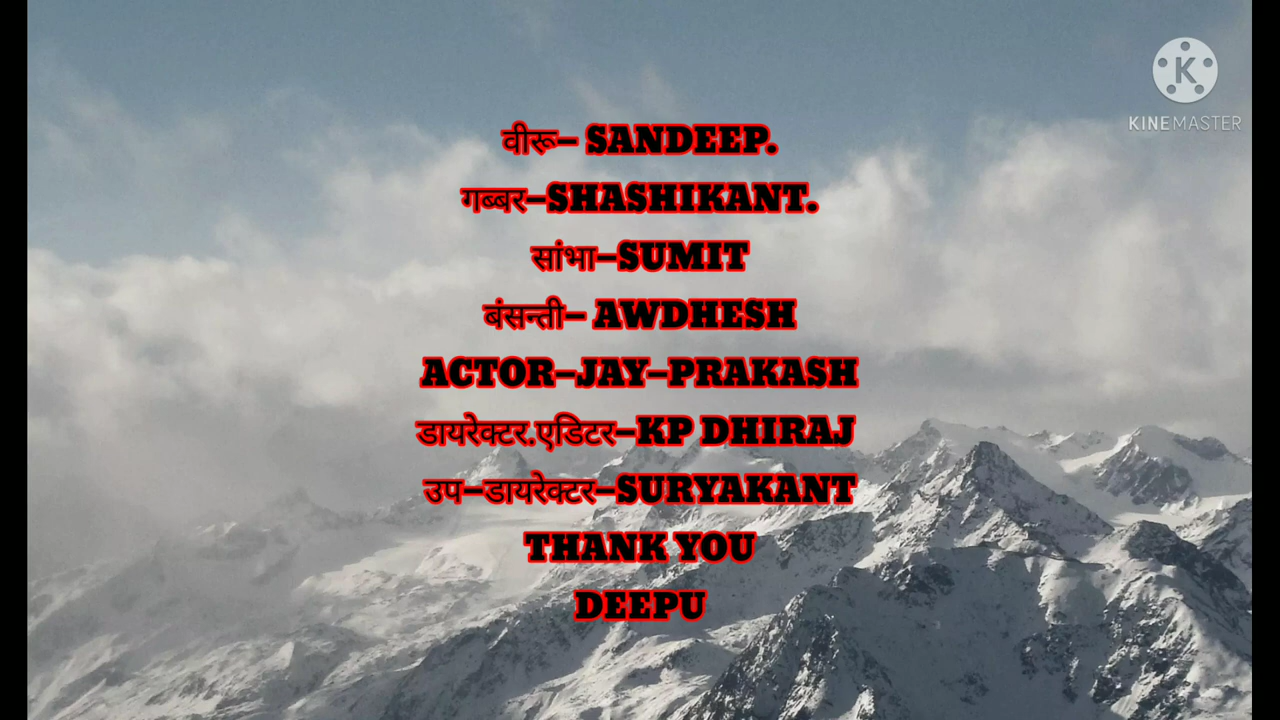 वीरू– SANDEEP.
गब्बर–SHASHIKANT.
सांभा–SUMIT
बंसन्ती– AWDHESH
ACTOR–JAY–PRAKASH
डायरेक्टर.एडिटर–KP DHIRAJ
उप–डायरेक्टर–SURYAKANT
THANK YOU
DEEPU
K
KINEMASTER